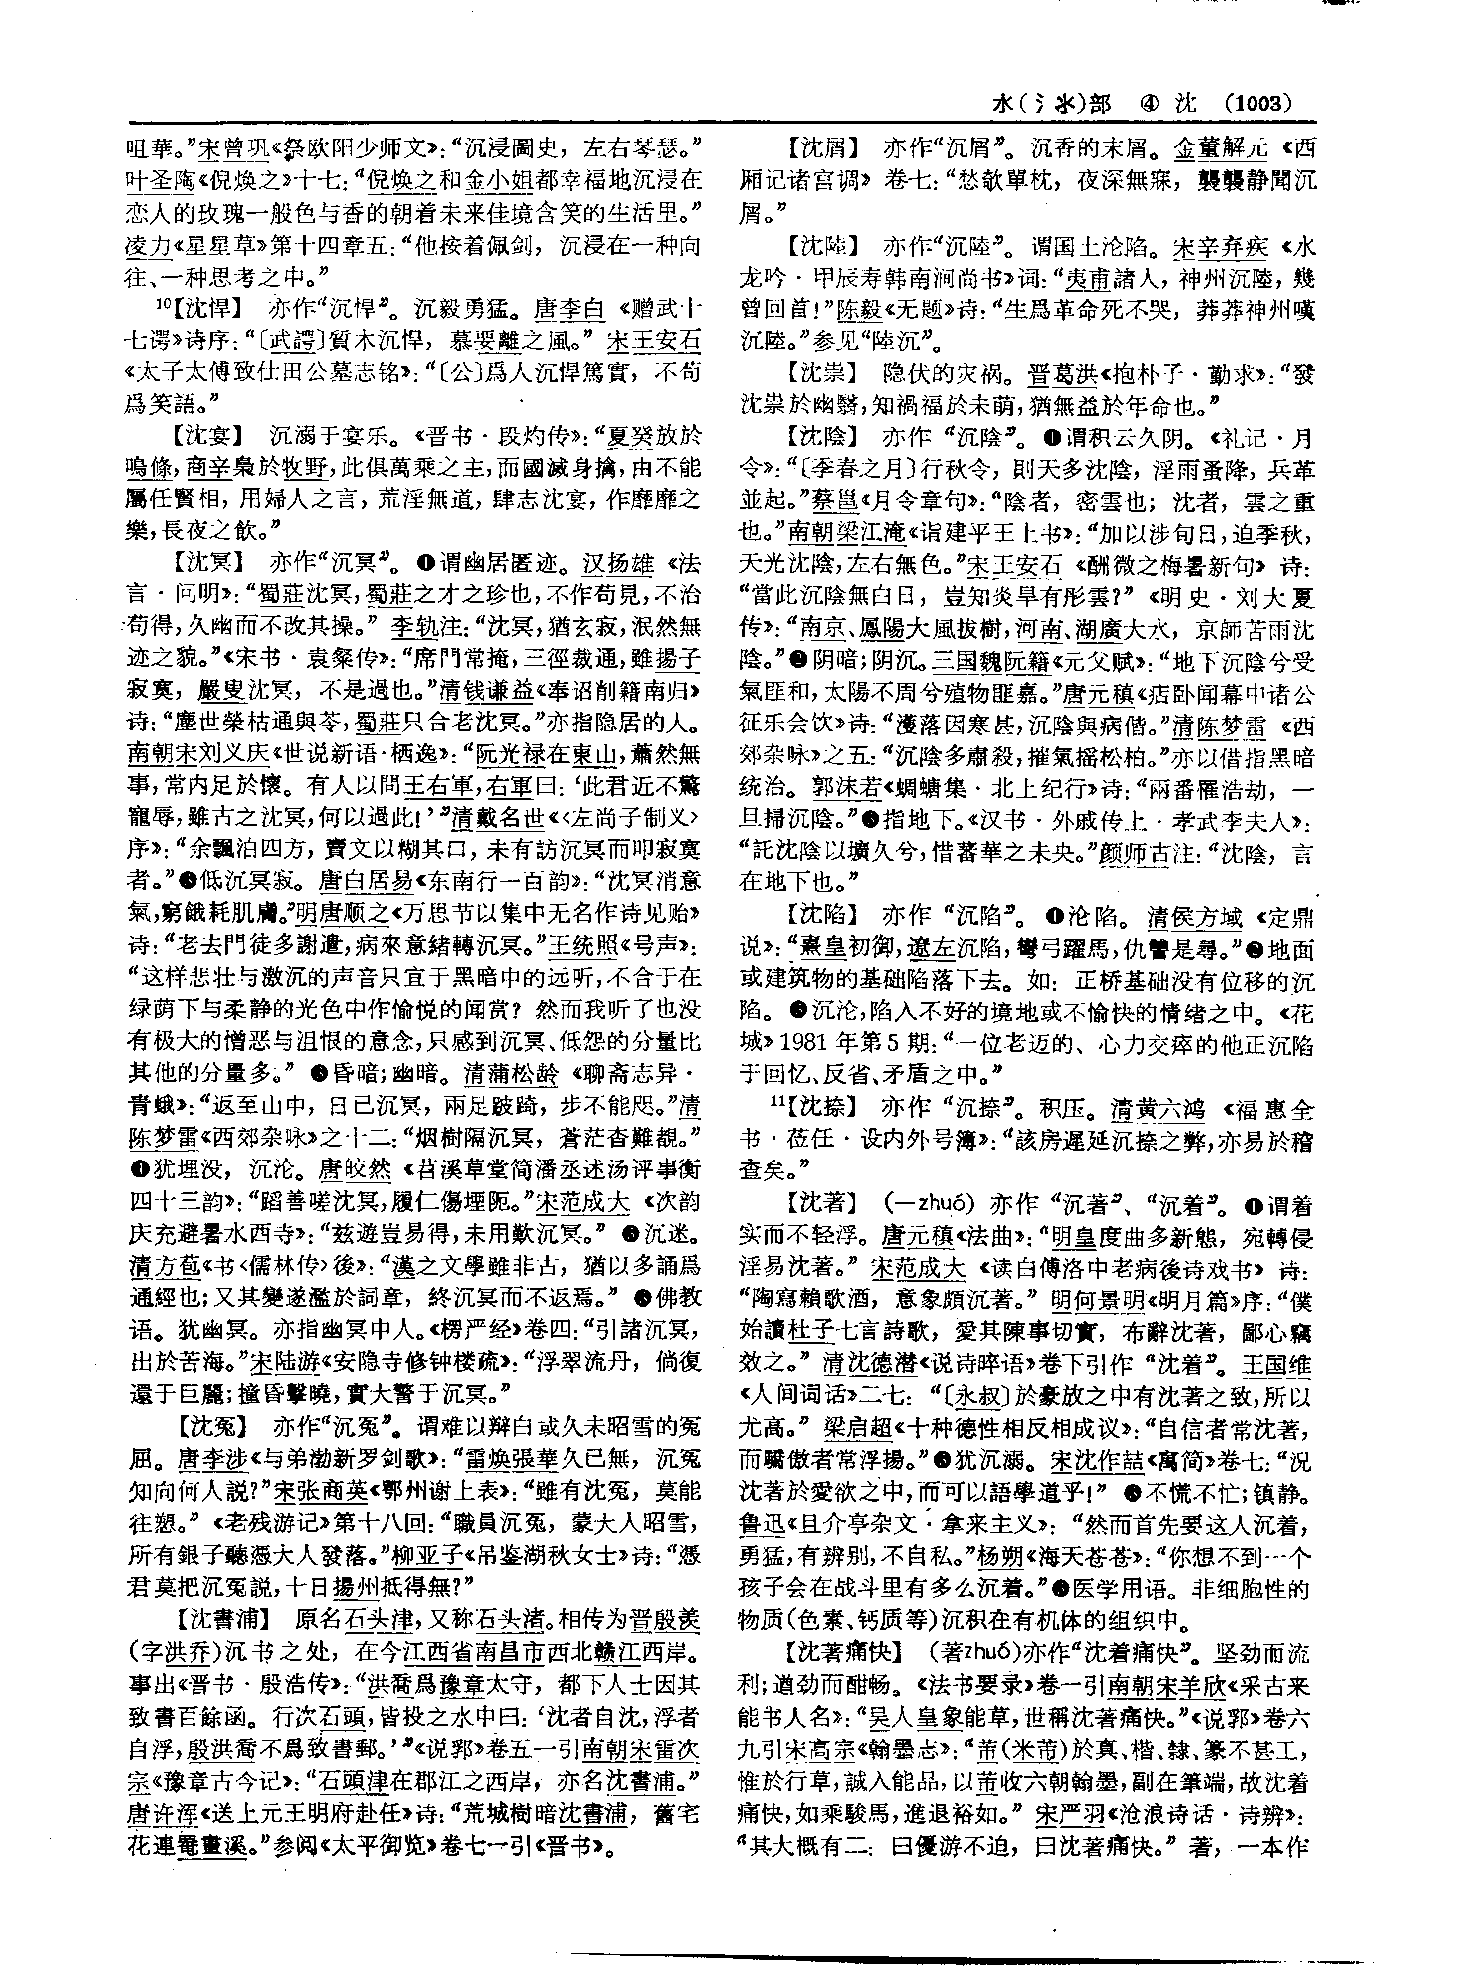 水(氵氺)部 ④ 沈 (1003)
咀華。”宋曾巩《祭欧阳少师文》:“沉浸圖史，左右琴瑟。”
叶圣陶《倪焕之》十七:“倪焕之和金小姐都幸福地沉浸在
恋人的玫瑰一般色与香的朝着未来佳境含笑的生活里。”
凌力《星星草》第十四章五:“他按着佩剑，沉浸在一种向
往、一种思考之中。”
10【沈悍】 亦作“沉悍”。沉毅勇猛。唐李白《赠武十
七谔》诗序:“〔武諤〕質木沉悍，慕要離之風。”宋王安石
《太子太傅致仕田公墓志铭》:“〔公〕爲人沉悍篤實，不苟
爲笑語。”
【沈宴】 沉溺于宴乐。《晋书·段灼传》:“夏癸放於
鳴條，商辛梟於牧野，此俱萬乘之主，而國滅身擒，由不能
屬任賢相，用婦人之言，荒淫無道，肆志沈宴，作靡靡之
樂，長夜之飲。”
【沈冥】 亦作“沉冥”。❶谓幽居匿迹。汉扬雄《法
言·问明》:“蜀莊沈冥，蜀莊之才之珍也，不作苟見，不治
苟得，久幽而不改其操。” 李轨注:“沈冥，猶玄寂，泯然無
迹之貌。”《宋书·袁粲传》:“席門常掩，三徑裁通，雖揚子
寂寞，嚴叟沈冥，不是過也。”清钱谦益《奉诏削籍南归》
诗:“塵世榮枯通與苓，蜀莊只合老沈冥。”亦指隐居的人。
南朝宋刘义庆《世说新语·栖逸》:“阮光禄在東山，蕭然無
事，常内足於懷。有人以問王右軍，右軍曰:‘此君近不驚
寵辱，雖古之沈冥，何以過此!’”清戴名世《〈左尚子制义〉
序》:“余飄泊四方，賣文以糊其口，未有訪沉冥而叩寂寞
者。”❷低沉冥寂。唐白居易《东南行一百韵》:“沈冥消意
氣，窮餓耗肌膚。”明唐顺之《万思节以集中无名作诗见贻》
诗:“老去門徒多謝遣，病來意緒轉沉冥。”王统照《号声》:
“这样悲壮与激沉的声音只宜于黑暗中的远听，不合于在
绿荫下与柔静的光色中作愉悦的闻赏?然而我听了也没
有极大的憎恶与沮恨的意念，只感到沉冥、低怨的分量比
其他的分量多。” ❸昏暗;幽暗。清蒲松龄《聊斋志异·
青蛾》:“返至山中，日已沉冥，兩足跛踦，步不能咫。”清
陈梦雷《西郊杂咏》之十二:“烟樹隔沉冥，蒼茫杳難覩。”
❹犹埋没，沉沦。唐皎然《苕溪草堂简潘丞述汤评事衡
四十三韵》:“蹈善嗟沈冥，履仁傷堙阨。”宋范成大《次韵
庆充避暑水西寺》:“兹遊豈易得，未用歎沉冥。” ❺沉迷。
清方苞《书〈儒林传〉後》:“漢之文學雖非古，猶以多誦爲
通經也;又其變遂濫於詞章，終沉冥而不返焉。” ❻佛教
语。犹幽冥。亦指幽冥中人。《楞严经》卷四:“引諸沉冥，
出於苦海。”宋陆游《安隐寺修钟楼疏》:“浮翠流丹，倘復
還于巨麗;撞昏擊曉，實大警于沉冥。”
【沈冤】 亦作“沉冤”。谓难以辩白或久未昭雪的冤
屈。唐李涉《与弟渤新罗剑歌》:“雷焕張華久已無，沉冤
知向何人説?”宋张商英《鄂州谢上表》:“雖有沈冤，莫能
往愬。”《老残游记》第十八回:“職員沉冤，蒙大人昭雪，
所有銀子聽憑大人發落。”柳亚子《吊鉴湖秋女士》诗:“憑
君莫把沉冤説，十日揚州抵得無?”
【沈書浦】 原名石头津，又称石头渚。相传为晋殷羡
(字洪乔)沉书之处，在今江西省南昌市西北赣江西岸。
事出《晋书·殷浩传》:“洪喬爲豫章太守，都下人士因其
致書百餘函。行次石頭，皆投之水中曰:‘沈者自沈，浮者
自浮，殷洪喬不爲致書郵。’”《说郛》卷五一引南朝宋雷次
宗《豫章古今记》:“石頭津在郡江之西岸，亦名沈書浦。”
唐许浑《送上元王明府赴任》诗:“荒城樹暗沈書浦，舊宅
花連罨畫溪。”参阅《太平御览》卷七一引《晋书》。
【沈屑】 亦作“沉屑”。沉香的末屑。金董解元《西
厢记诸宫调》卷七:“愁欹單枕，夜深無寐，襲襲静聞沉
屑。”
【沈陸】 亦作“沉陸”。谓国土沦陷。宋辛弃疾《水
龙吟·甲辰寿韩南涧尚书》词:“夷甫諸人，神州沉陸，幾
曾回首!”陈毅《无题》诗:“生爲革命死不哭，莽莽神州嘆
沉陸。”参见“陸沉”。
【沈祟】 隐伏的灾祸。晋葛洪《抱朴子·勤求》:“發
沈祟於幽翳，知禍福於未萌，猶無益於年命也。”
【沈陰】 亦作“沉陰”。❶谓积云久阴。《礼记·月
令》:“〔季春之月〕行秋令，則天多沈陰，淫雨蚤降，兵革
並起。”蔡邕《月令章句》:“陰者，密雲也;沈者，雲之重
也。”南朝梁江淹《诣建平王上书》:“加以涉旬日，迫季秋，
天光沈陰，左右無色。”宋王安石《酬微之梅暑新句》诗:
“當此沉陰無白日，豈知炎旱有彤雲?”《明史·刘大夏
传》:“南京、鳳陽大風拔樹，河南、湖廣大水，京師苦雨沈
陰。”❷阴暗;阴沉。三国魏阮籍《元父赋》:“地下沉陰兮受
氣匪和，太陽不周兮殖物匪嘉。”唐元稹《痁卧闻幕中诸公
征乐会饮》诗:“濩落因寒甚，沉陰與病偕。”清陈梦雷《西
郊杂咏》之五:“沉陰多肅殺，摧氣摇松柏。”亦以借指黑暗
统治。郭沫若《蜩螗集·北上纪行》诗:“兩番罹浩劫，一
旦掃沉陰。”❸指地下。《汉书·外戚传上·孝武李夫人》:
“託沈陰以壙久兮，惜蕃華之未央。”颜师古注:“沈陰，言
在地下也。”
【沈陷】 亦作“沉陷”。❶沦陷。清侯方域《定鼎
说》:“熹皇初御，遼左沉陷，彎弓躍馬，仇讐是尋。”❷地面
或建筑物的基础陷落下去。如:正桥基础没有位移的沉
陷。❸沉沦，陷入不好的境地或不愉快的情绪之中。《花
城》1981年第5期:“一位老迈的、心力交瘁的他正沉陷
于回忆、反省、矛盾之中。”
11【沈捺】 亦作“沉捺”。积压。清黄六鸿《福惠全
书·莅任·设内外号簿》:“該房遲延沉捺之弊，亦易於稽
查矣。”
【沈著】 (—zhuó) 亦作“沉著”、“沉着”。❶谓着
实而不轻浮。唐元稹《法曲》:“明皇度曲多新態，宛轉侵
淫易沈著。” 宋范成大《读白傅洛中老病後诗戏书》诗:
“陶寫賴歌酒，意象頗沉著。” 明何景明《明月篇》序:“僕
始讀杜子七言詩歌，愛其陳事切實，布辭沈著，鄙心竊
效之。” 清沈德潜《说诗晬语》卷下引作“沈着”。王国维
《人间词话》二七:“〔永叔〕於豪放之中有沈著之致，所以
尤高。” 梁启超《十种德性相反相成议》:“自信者常沈著，
而驕傲者常浮揚。”❷犹沉溺。宋沈作喆《寓简》卷七:“況
沈著於愛欲之中，而可以語學道乎!” ❸不慌不忙;镇静。
鲁迅《且介亭杂文·拿来主义》:“然而首先要这人沉着，
勇猛，有辨别，不自私。”杨朔《海天苍苍》:“你想不到…个
孩子会在战斗里有多么沉着。”❹医学用语。非细胞性的
物质(色素、钙质等)沉积在有机体的组织中。
【沈著痛快】 (著zhuó)亦作“沈着痛快”。坚劲而流
利;遒劲而酣畅。《法书要录》卷一引南朝宋羊欣《采古来
能书人名》:“吴人皇象能草，世稱沈著痛快。”《说郛》卷六
九引宋高宗《翰墨志》:“芾(米芾)於真、楷、隸、篆不甚工，
惟於行草，誠入能品，以芾收六朝翰墨，副在筆端，故沈着
痛快，如乘駿馬，進退裕如。” 宋严羽《沧浪诗话·诗辨》:
“其大概有二:曰優游不迫，曰沈著痛快。”著，一本作